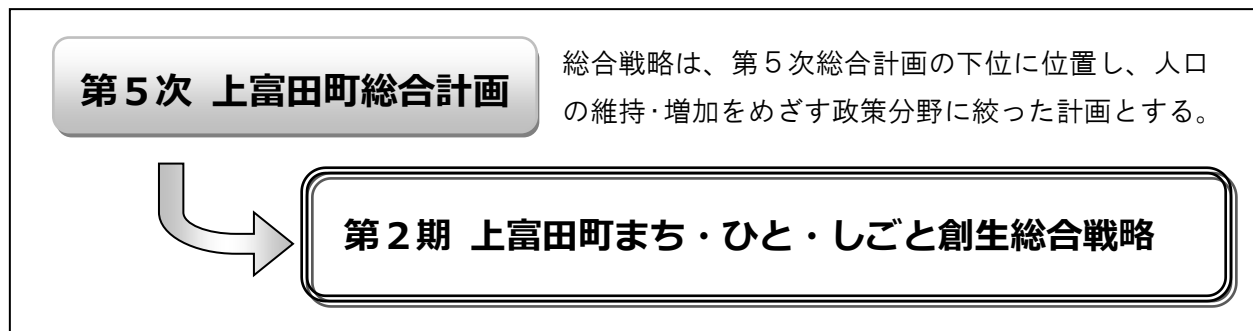 第５次 上富田町総合計画
総合戦略は、第５次総合計画の下位に位置し、人口
の維持･増加をめざす政策分野に絞った計画とする。
第２期 上富田町まち・ひと・しごと創生総合戦略